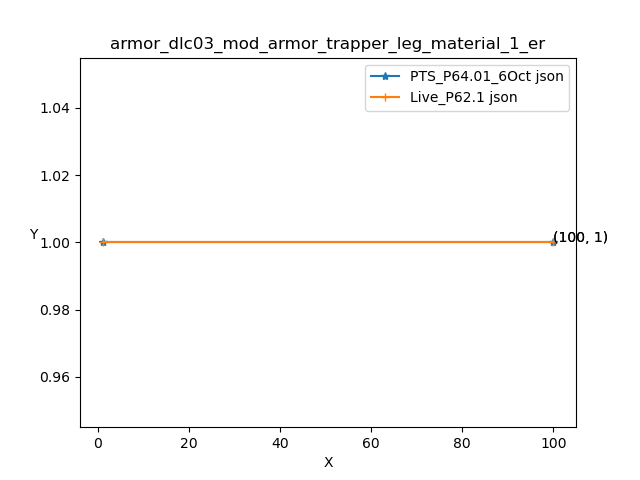 armor_dlc03_mod_armor_trapper_leg_material_1_er
PTS_P64.01_6Oct json
Live_P62.1 json
1.04
1.02
1.00
0.98
0.96
Y
(100, 1)
0 20 40 60 80 100
X